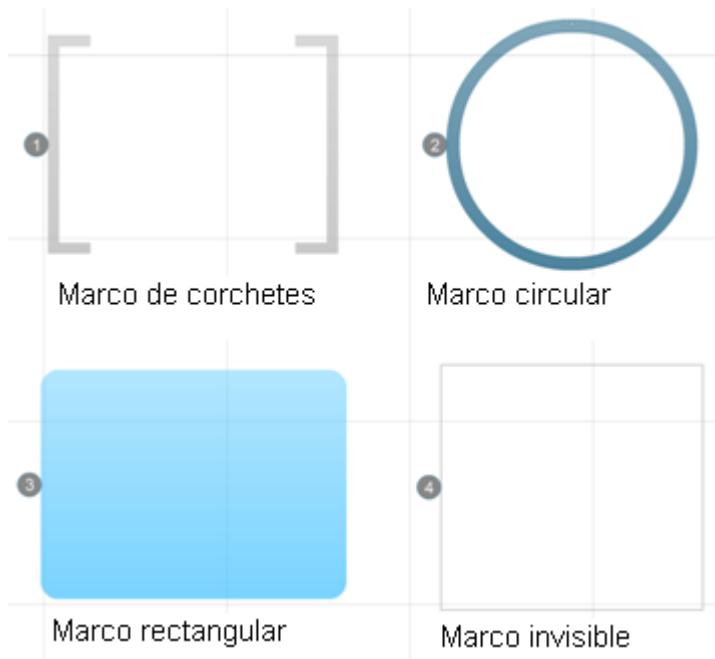 1
2
Marco de corchetes
Marco circular
3
4
Marco rectangular
Marco invisible